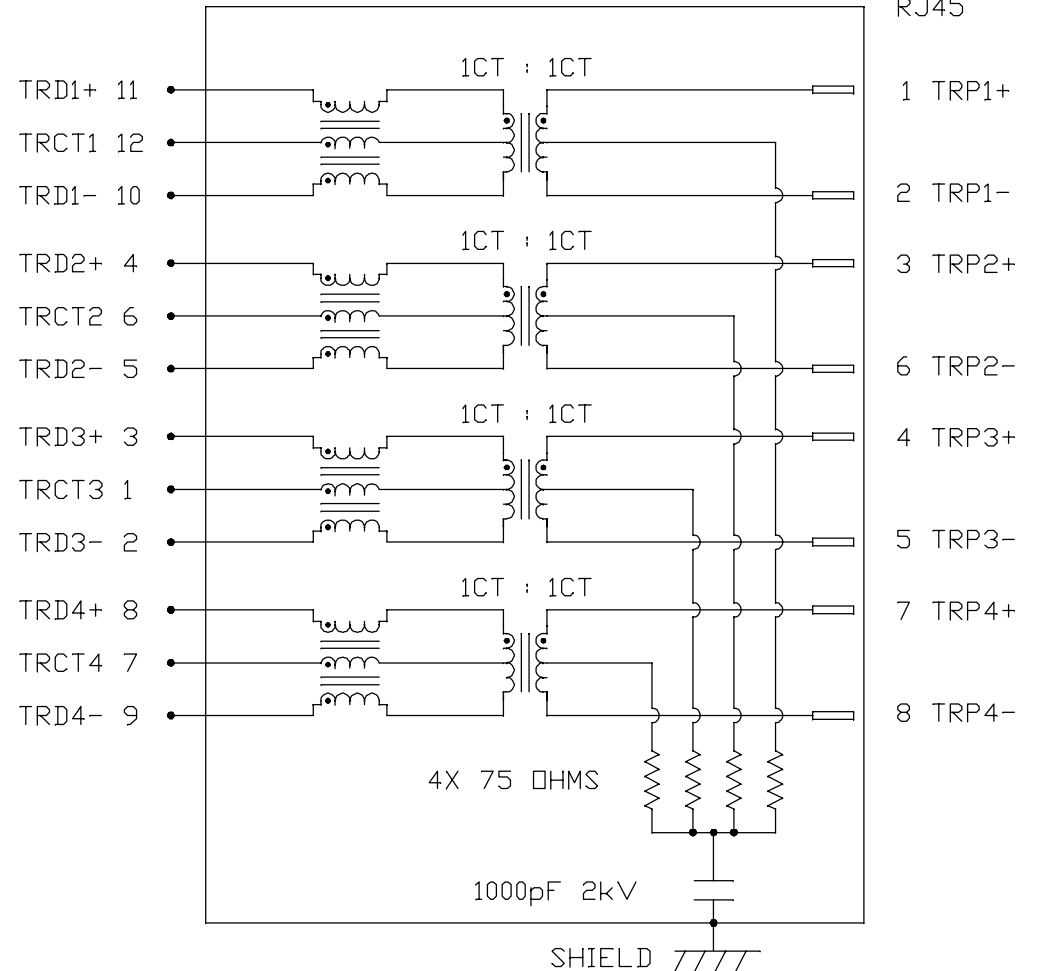 RJ45
1CT : 1CT
TRD1+ 11
1 TRP1+
TRCT1 12
TRD1- 10
2 TRP1-
1CT : 1CT
TRD2+ 4
3 TRP2+
TRCT2 6
TRD2- 5
6 TRP2-
1CT : 1CT
TRD3+ 3
4 TRP3+
TRCT3 1
TRD3- 2
5 TRP3-
1CT : 1CT
TRD4+ 8
7 TRP4+
TRCT4 7
TRD4- 9
8 TRP4-
4X 75 OHMS
1000pF 2kV
SHIELD